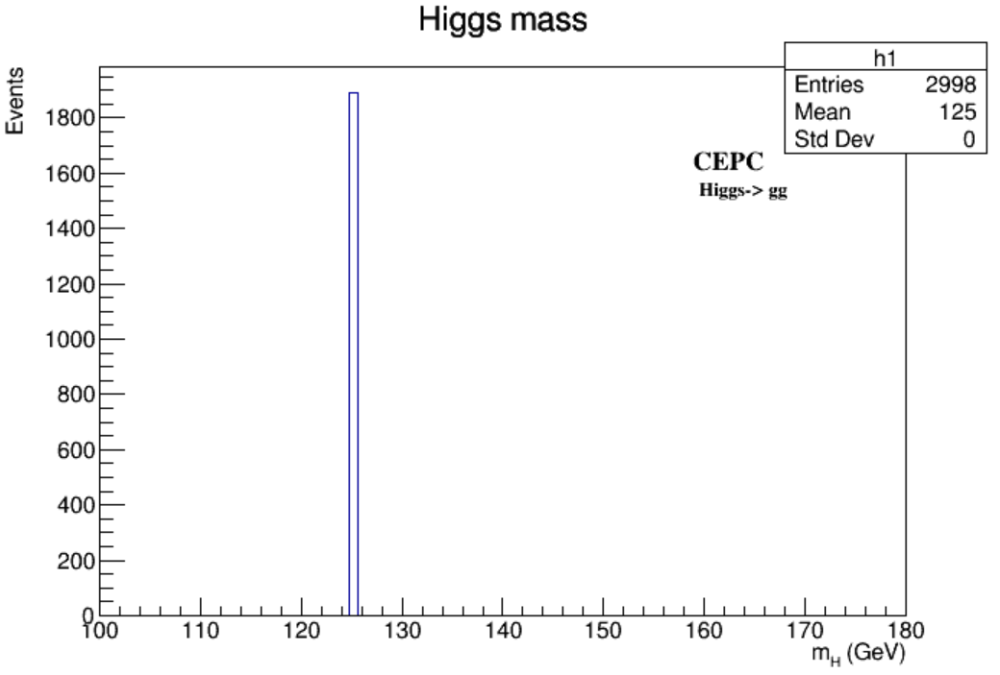 Higgs mass
Events
h1
Entries 2998
Mean 125
Std Dev 0
CEPC
Higgs-> gg
1800
1600
1400
1200
1000
800
600
400
200
0
100 110 120 130 140 150 160 170 180
m_H (GeV)